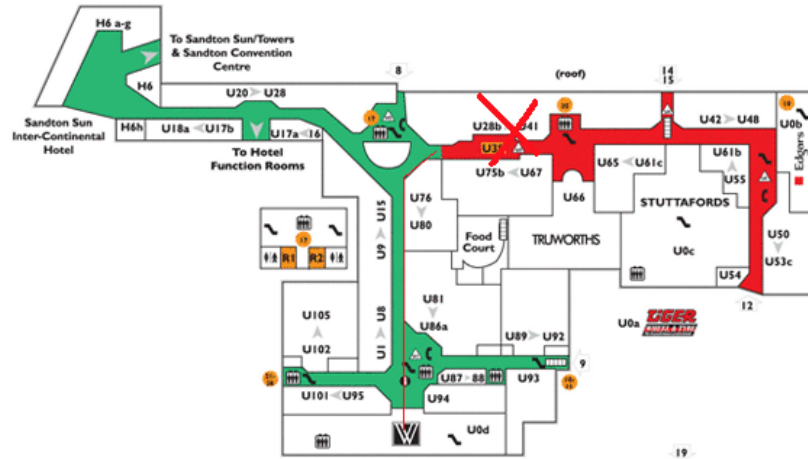 H6 a-g
To Sandton Sun/Towers
& Sandton Convention
Centre
8
(roof)
14
15
H6
U20 U28
17
U28b U41
U42 U48
U0b
Sandton Sun
Inter-Continental
Hotel
H6h
U18a U17b
U17a 16
To Hotel
Function Rooms
U75b U67
U65 U61c
U61b
U55
Edgars
U76
U80
U66
STUTTAFORDS
U15
U9
Food
Court
TRUWORTHS
U0c
U50
U53c
17
R1 R2
U54
12
U105
U102
U81
U86a
U8
U1
U89 U92
U0a
TiGER
WHEEL & TYRE
9
U101 U95
U87 88
U93
U94
W
U0d
19